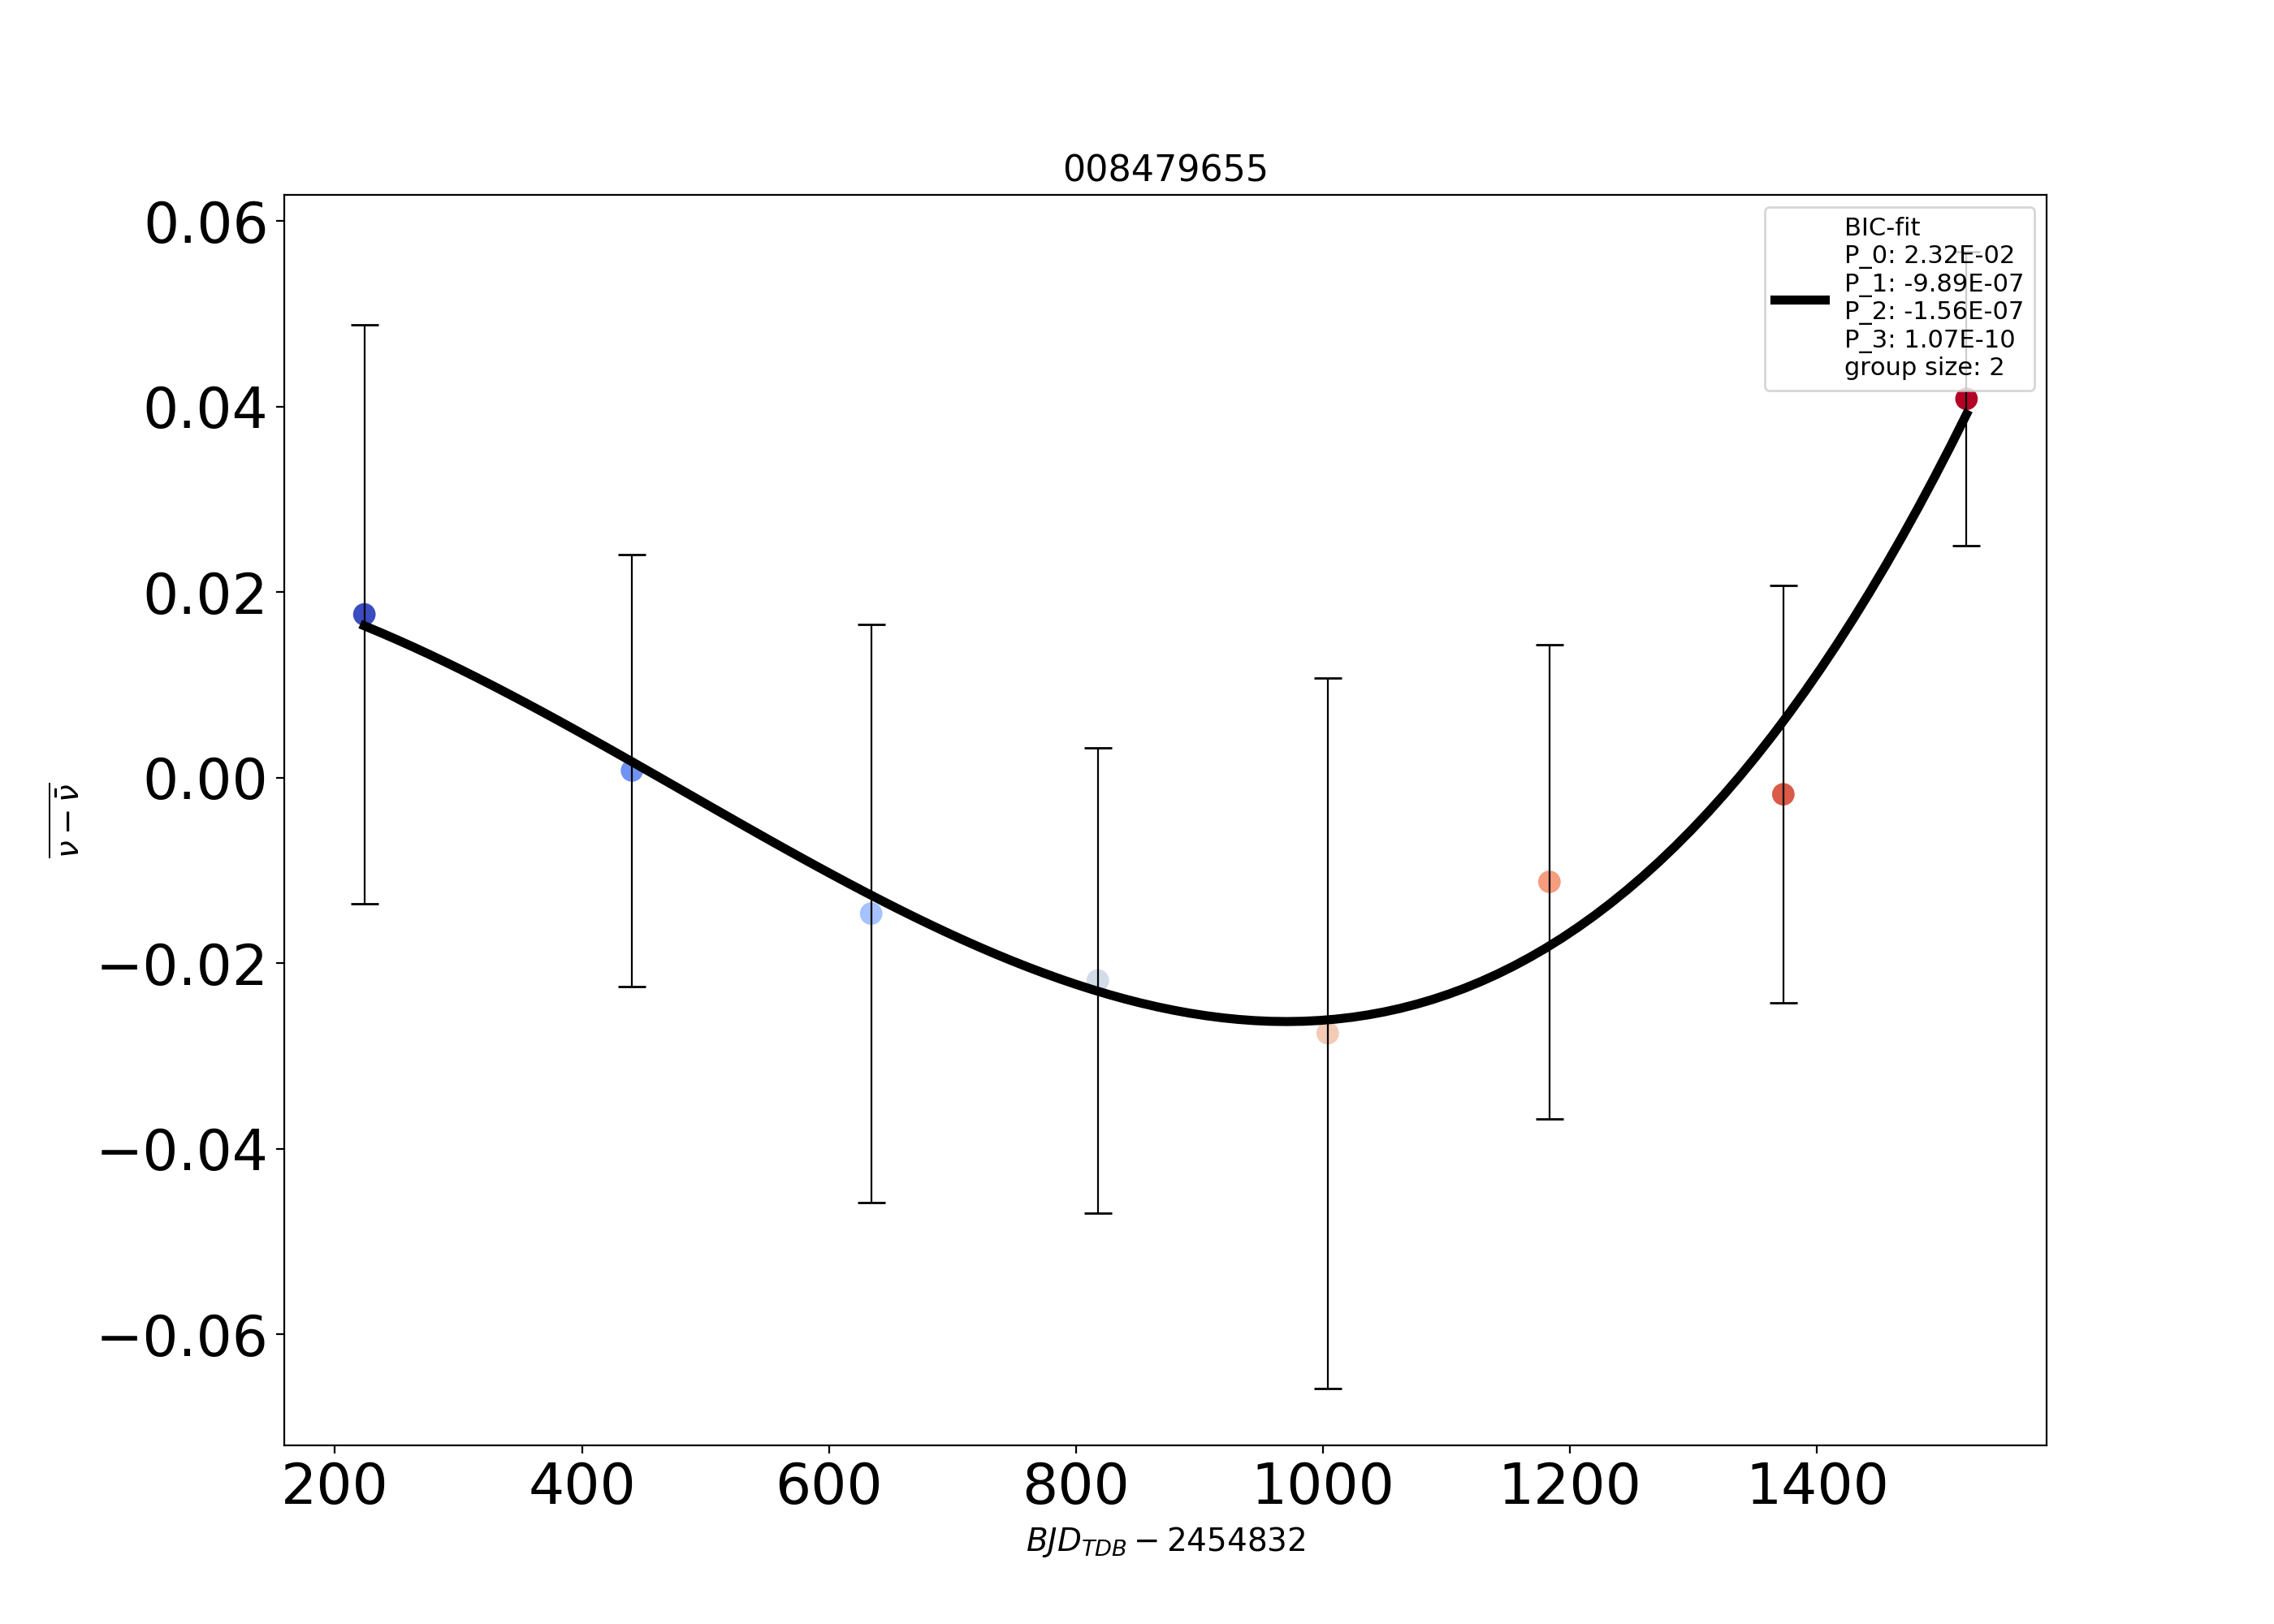 008479655
0.06
0.04
0.02
0.00
−0.02
−0.04
−0.06
BIC-fit
P_0: 2.32E-02
P_1: -9.89E-07
P_2: -1.56E-07
P_3: 1.07E-10
group size: 2
ν − ν̄
200 400 600 800 1000 1200 1400
BJD_TDB − 2454832